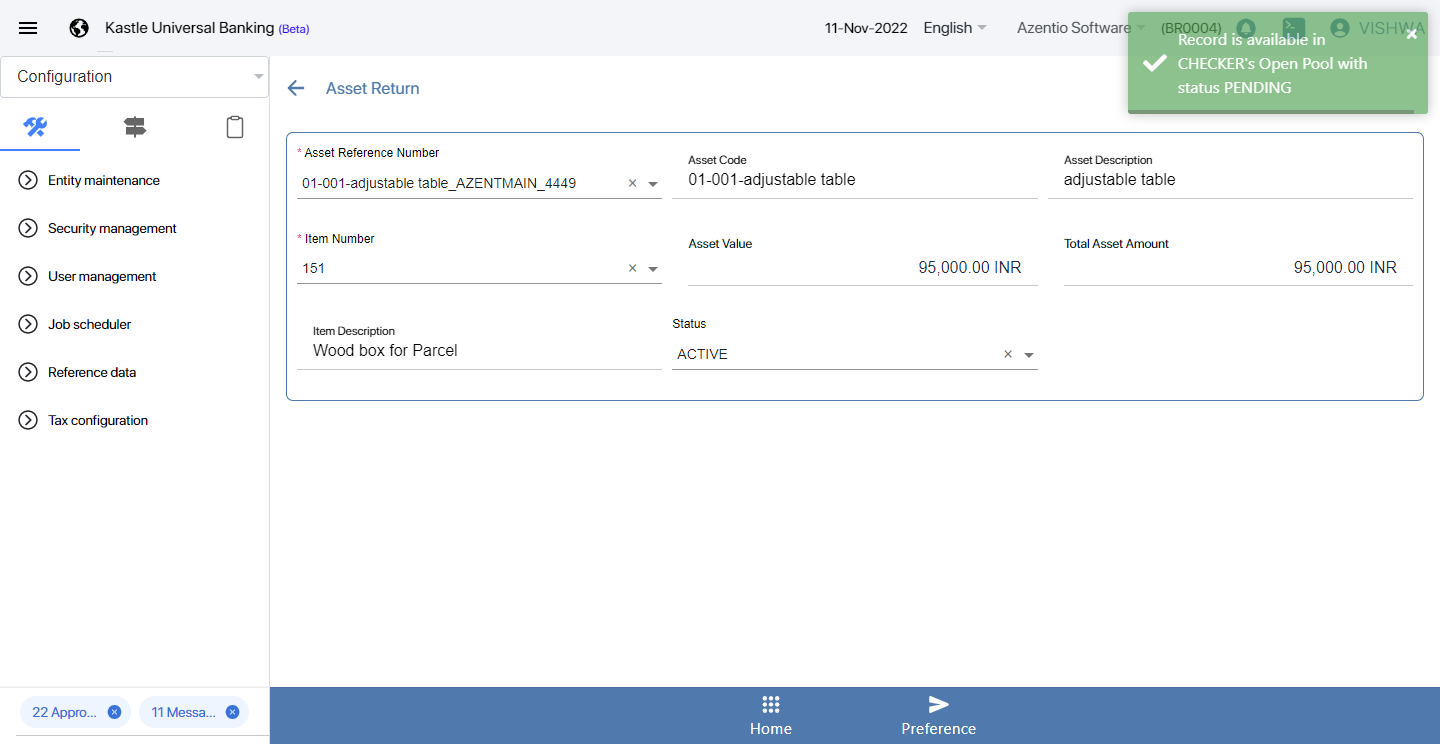 Kastle Universal Banking (Beta)
11-Nov-2022
English
Azentio Software
(BR0004)
VISHWA
Record is available in
CHECKER's Open Pool with
status PENDING
Configuration
Asset Return
Entity maintenance
Security management
User management
Job scheduler
Reference data
Tax configuration
* Asset Reference Number
01-001-adjustable table_AZENTMAIN_4449
Asset Code
01-001-adjustable table
Asset Description
adjustable table
* Item Number
151
Asset Value
95,000.00 INR
Total Asset Amount
95,000.00 INR
Item Description
Wood box for Parcel
Status
ACTIVE
22 Appro...
11 Messa...
Home
Preference